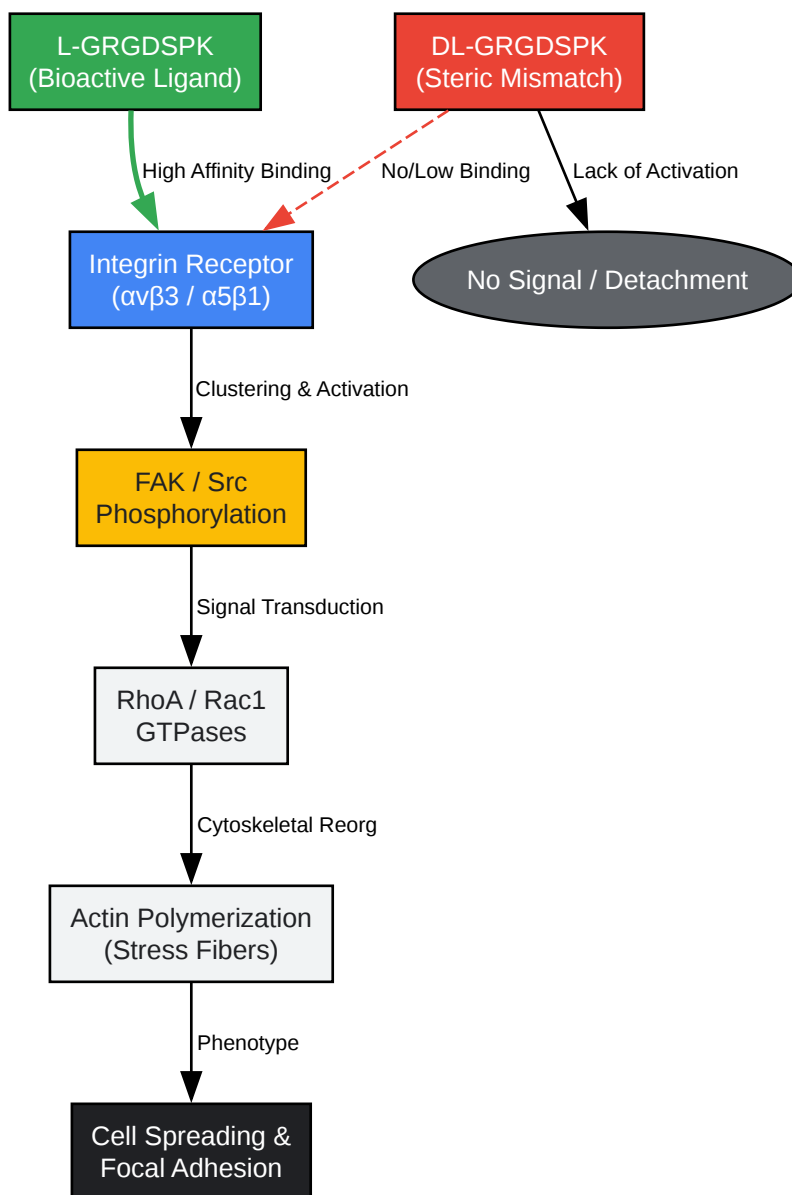 L-GRGDSPK
(Bioactive Ligand)
DL-GRGDSPK
(Steric Mismatch)
High Affinity Binding
No/Low Binding
Lack of Activation
Integrin Receptor
(αvβ3 / α5β1)
No Signal / Detachment
Clustering & Activation
FAK / Src
Phosphorylation
Signal Transduction
RhoA / Rac1
GTPases
Cytoskeletal Reorg
Actin Polymerization
(Stress Fibers)
Phenotype
Cell Spreading &
Focal Adhesion